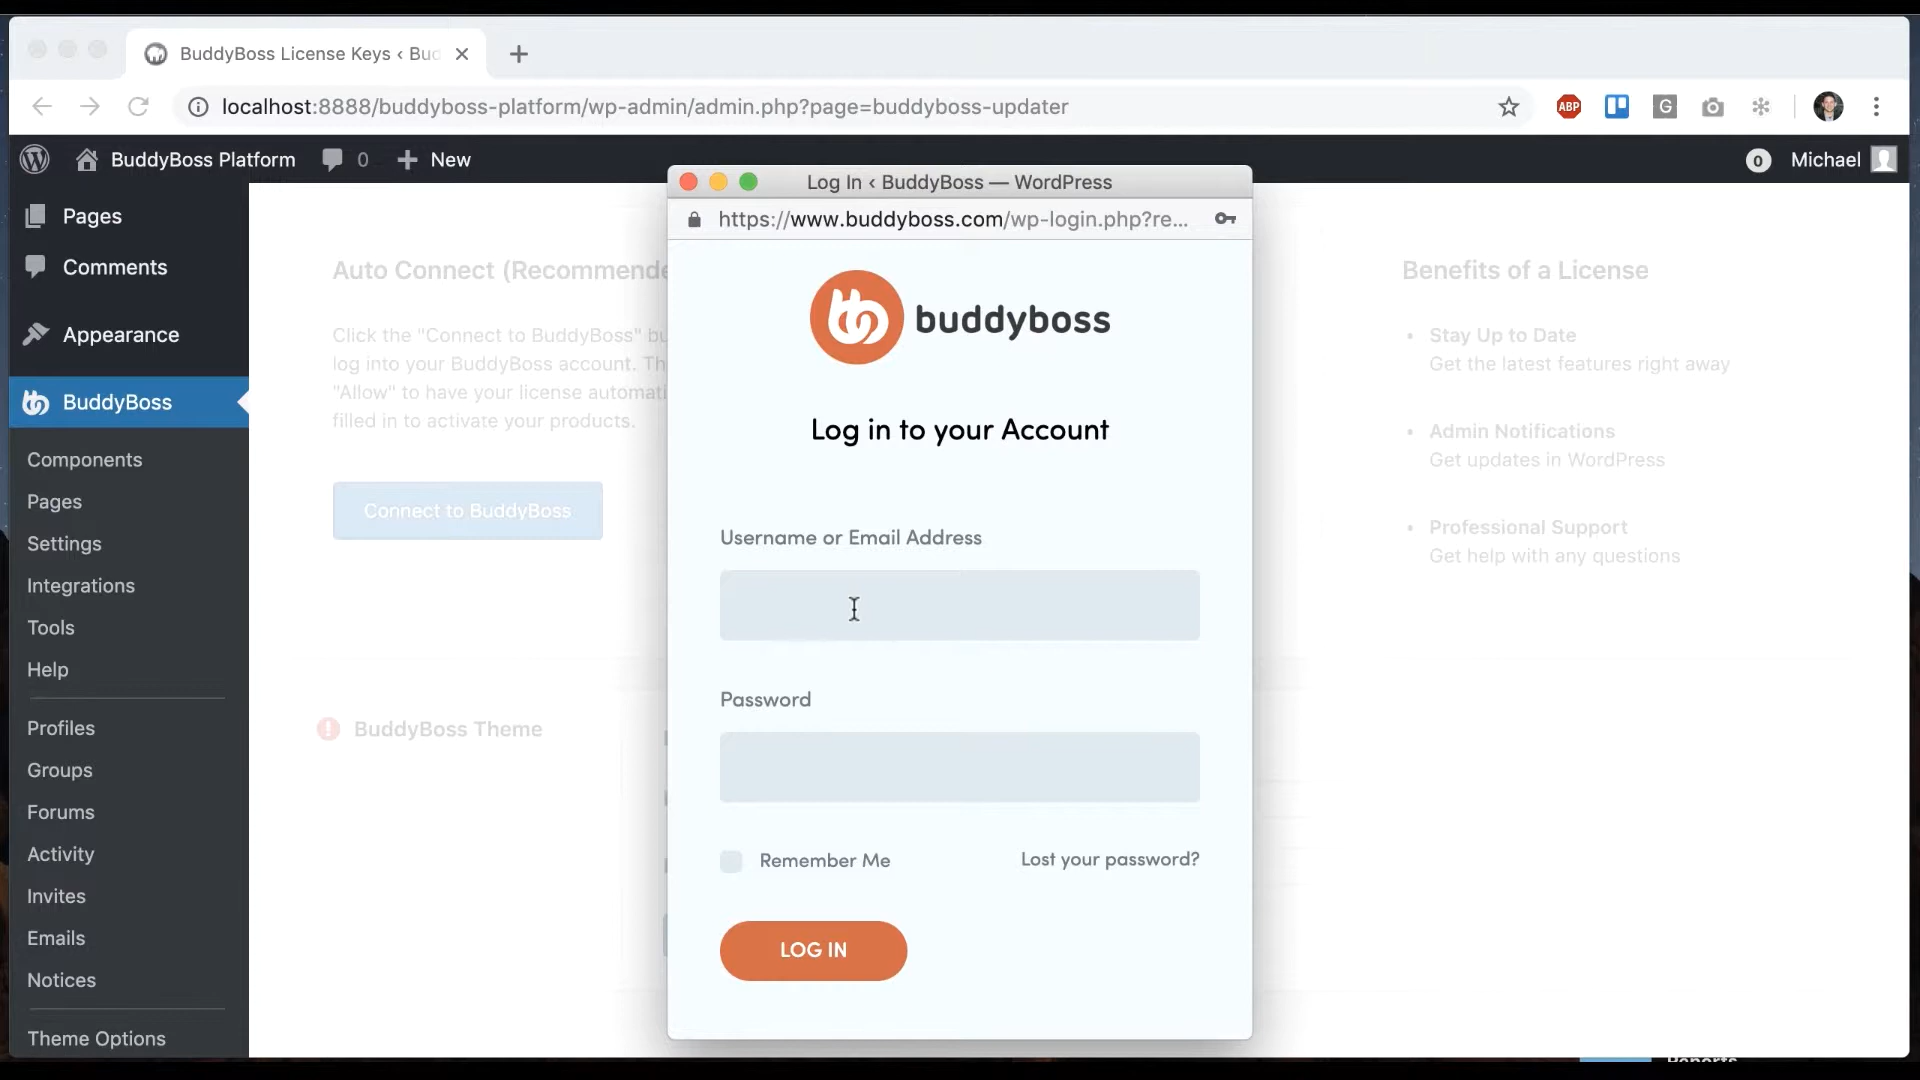 BuddyBoss License Keys ‹ Bud
localhost:8888/buddyboss-platform/wp-admin/admin.php?page=buddyboss-updater
ABP
G
BuddyBoss Platform
0
New
0
Michael
Pages
Comments
Appearance
BuddyBoss
Components
Pages
Settings
Integrations
Tools
Help
Profiles
Groups
Forums
Activity
Invites
Emails
Notices
Theme Options
Auto Connect (Recommende
Click the "Connect to BuddyBoss" bu
log into your BuddyBoss account. The
"Allow" to have your license automati
filled in to activate your products.
Connect to BuddyBoss
BuddyBoss Theme
Log In ‹ BuddyBoss — WordPress
https://www.buddyboss.com/wp-login.php?re...
buddyboss
Log in to your Account
Username or Email Address
Password
Remember Me
Lost your password?
LOG IN
Benefits of a License
Stay Up to Date
Get the latest features right away
Admin Notifications
Get updates in WordPress
Professional Support
Get help with any questions
Reports